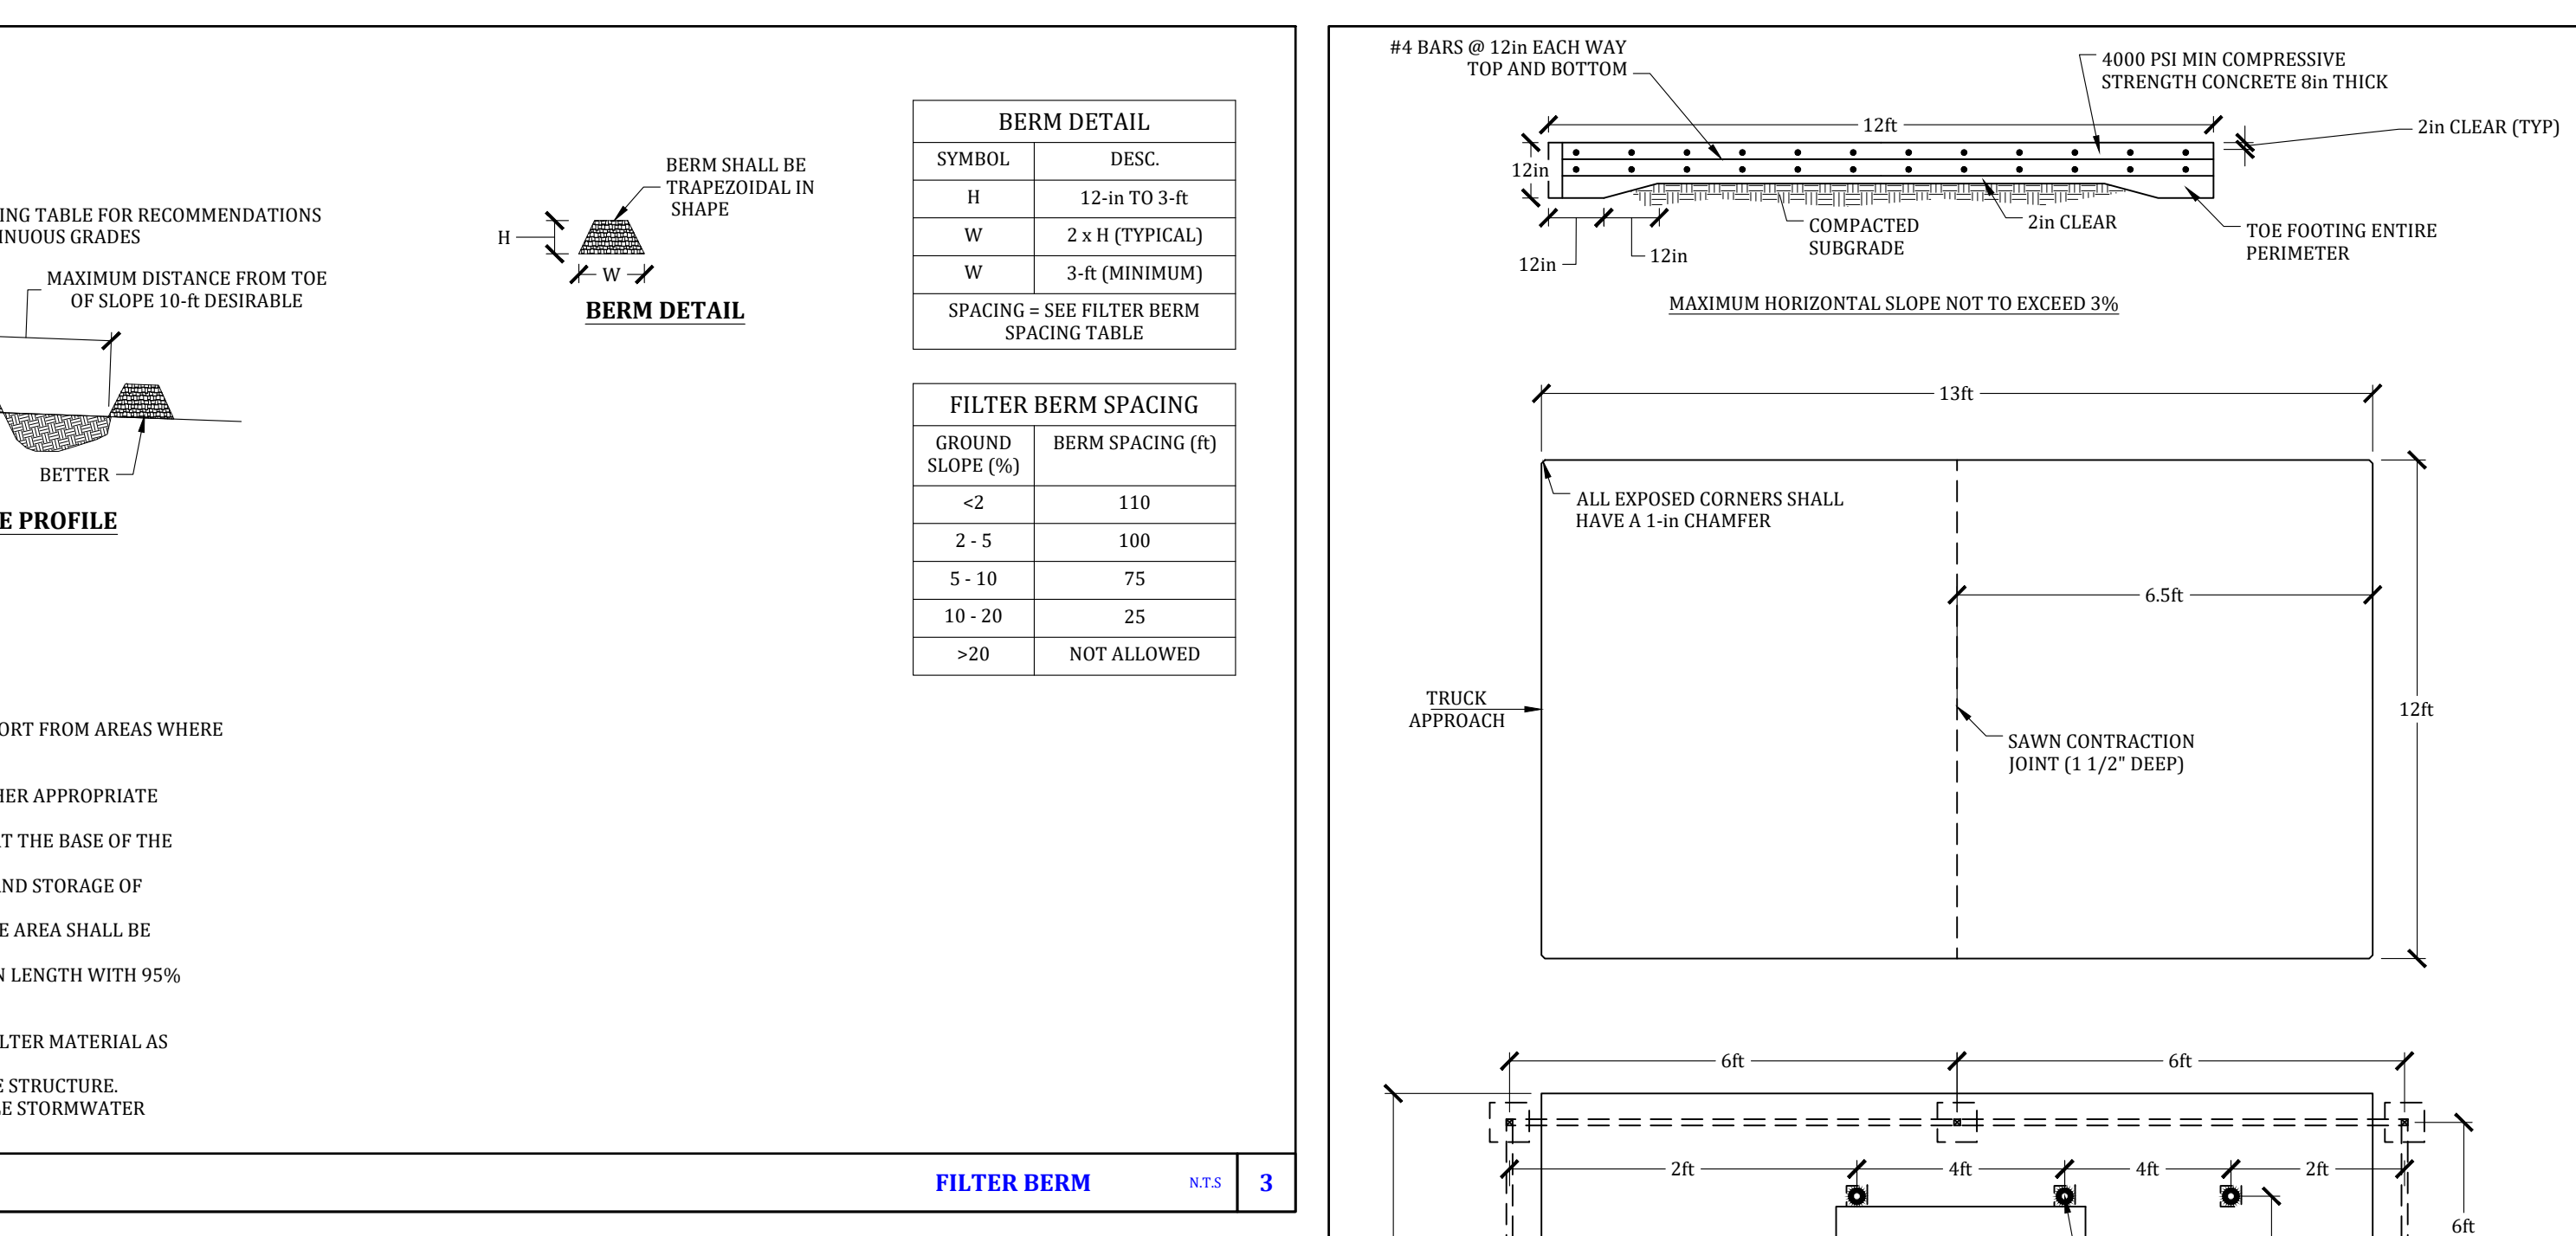 ING TABLE FOR RECOMMENDATIONS
INUOUS GRADES
MAXIMUM DISTANCE FROM TOE
OF SLOPE 10-ft DESIRABLE
BETTER
E PROFILE
BERM SHALL BE
TRAPEZOIDAL IN
SHAPE
H
W
BERM DETAIL
BERM DETAIL
SYMBOL DESC.
H 12-in TO 3-ft
W 2 x H (TYPICAL)
W 3-ft (MINIMUM)
SPACING = SEE FILTER BERM
SPACING TABLE
FILTER BERM SPACING
GROUND BERM SPACING (ft)
SLOPE (%)
<2 110
2 - 5 100
5 - 10 75
10 - 20 25
>20 NOT ALLOWED
ORT FROM AREAS WHERE
HER APPROPRIATE
AT THE BASE OF THE
AND STORAGE OF
E AREA SHALL BE
N LENGTH WITH 95%
LTER MATERIAL AS
E STRUCTURE.
LE STORMWATER
FILTER BERM N.T.S 3
#4 BARS @ 12in EACH WAY
TOP AND BOTTOM
4000 PSI MIN COMPRESSIVE
STRENGTH CONCRETE 8in THICK
12ft
2in CLEAR (TYP)
12in
COMPACTED
SUBGRADE
2in CLEAR
TOE FOOTING ENTIRE
PERIMETER
12in
12in
MAXIMUM HORIZONTAL SLOPE NOT TO EXCEED 3%
13ft
ALL EXPOSED CORNERS SHALL
HAVE A 1-in CHAMFER
6.5ft
TRUCK
APPROACH
12ft
SAWN CONTRACTION
JOINT (1 1/2" DEEP)
6ft 6ft
2ft 4ft 4ft 2ft
6ft